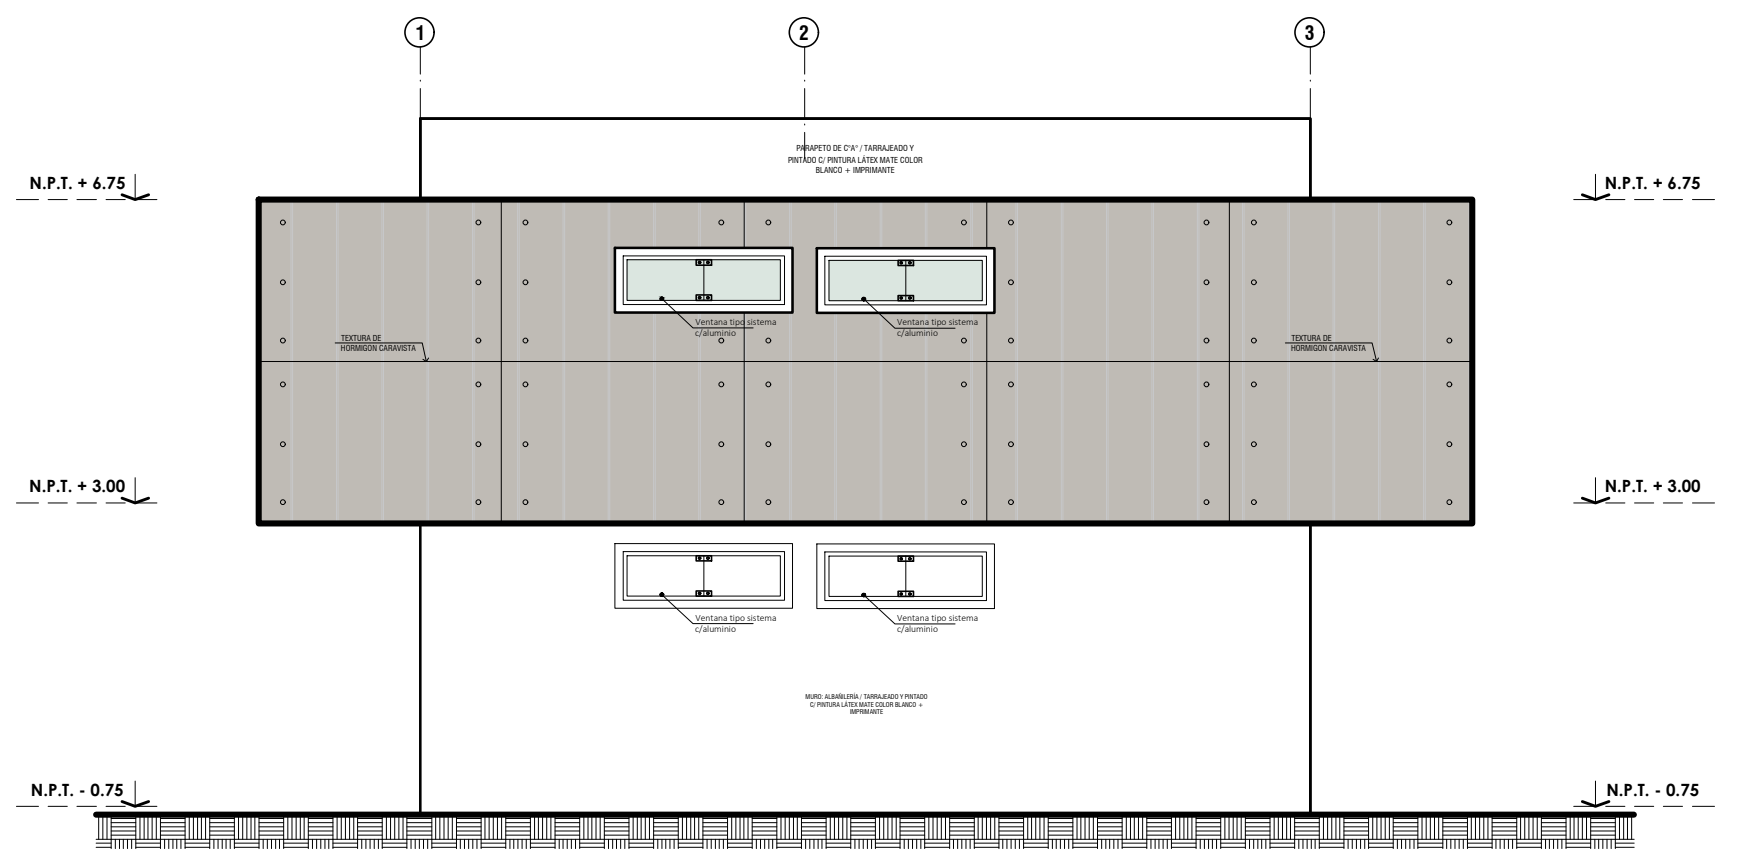 1
2
3
PARAPETO DE C°A° / TARRAJEADO Y
PINTADO C/ PINTURA LÁTEX MATE COLOR
BLANCO + IMPRIMANTE
N.P.T. + 6.75
N.P.T. + 6.75
Ventana tipo sistema
c/aluminio
Ventana tipo sistema
c/aluminio
TEXTURA DE
HORMIGON CARAVISTA
TEXTURA DE
HORMIGON CARAVISTA
N.P.T. + 3.00
N.P.T. + 3.00
Ventana tipo sistema
c/aluminio
Ventana tipo sistema
c/aluminio
MURO: ALBAÑILERÍA / TARRAJEADO Y PINTADO
C/ PINTURA LÁTEX MATE COLOR BLANCO +
IMPRIMANTE
N.P.T. - 0.75
N.P.T. - 0.75